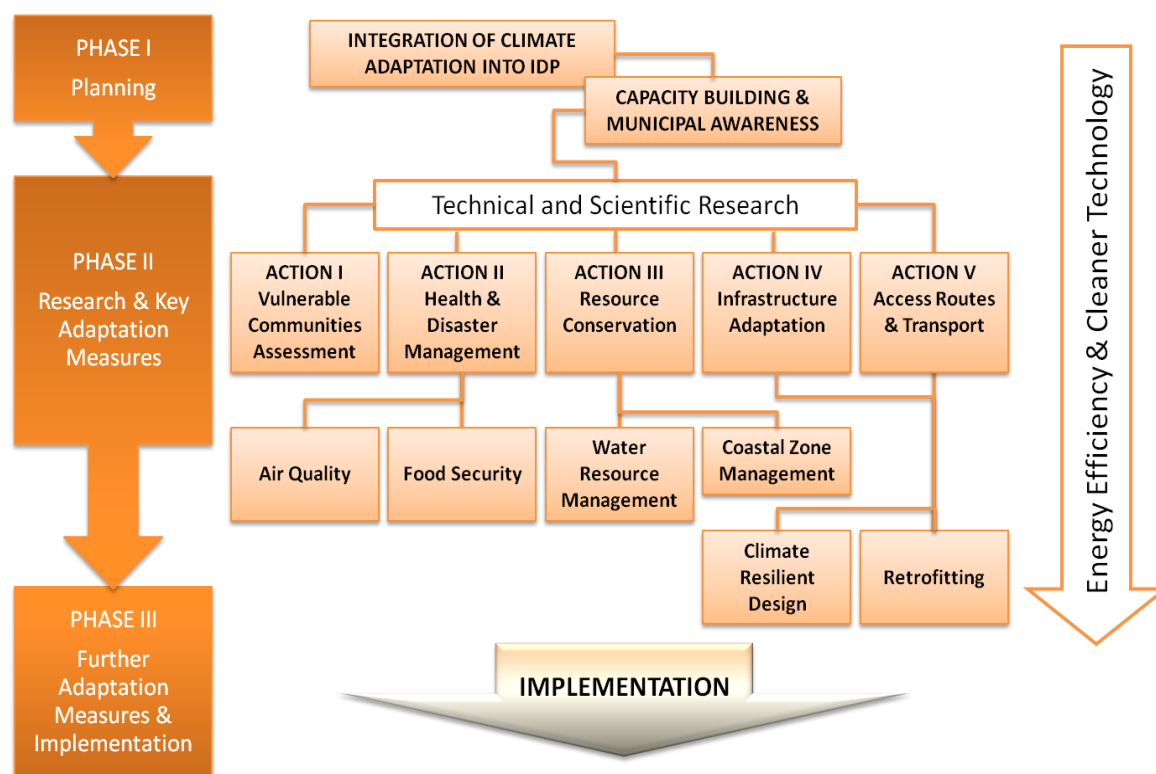 PHASE I
Planning
INTEGRATION OF CLIMATE
ADAPTATION INTO IDP
CAPACITY BUILDING &
MUNICIPAL AWARENESS
PHASE II
Research & Key
Adaptation
Measures
Technical and Scientific Research
ACTION I
Vulnerable
Communities
Assessment
ACTION II
Health &
Disaster
Management
ACTION III
Resource
Conservation
ACTION IV
Infrastructure
Adaptation
ACTION V
Access Routes
& Transport
Air Quality
Food Security
Water
Resource
Management
Coastal Zone
Management
Climate
Resilient
Design
Retrofitting
PHASE III
Further
Adaptation
Measures &
Implementation
IMPLEMENTATION
Energy Efficiency & Cleaner Technology